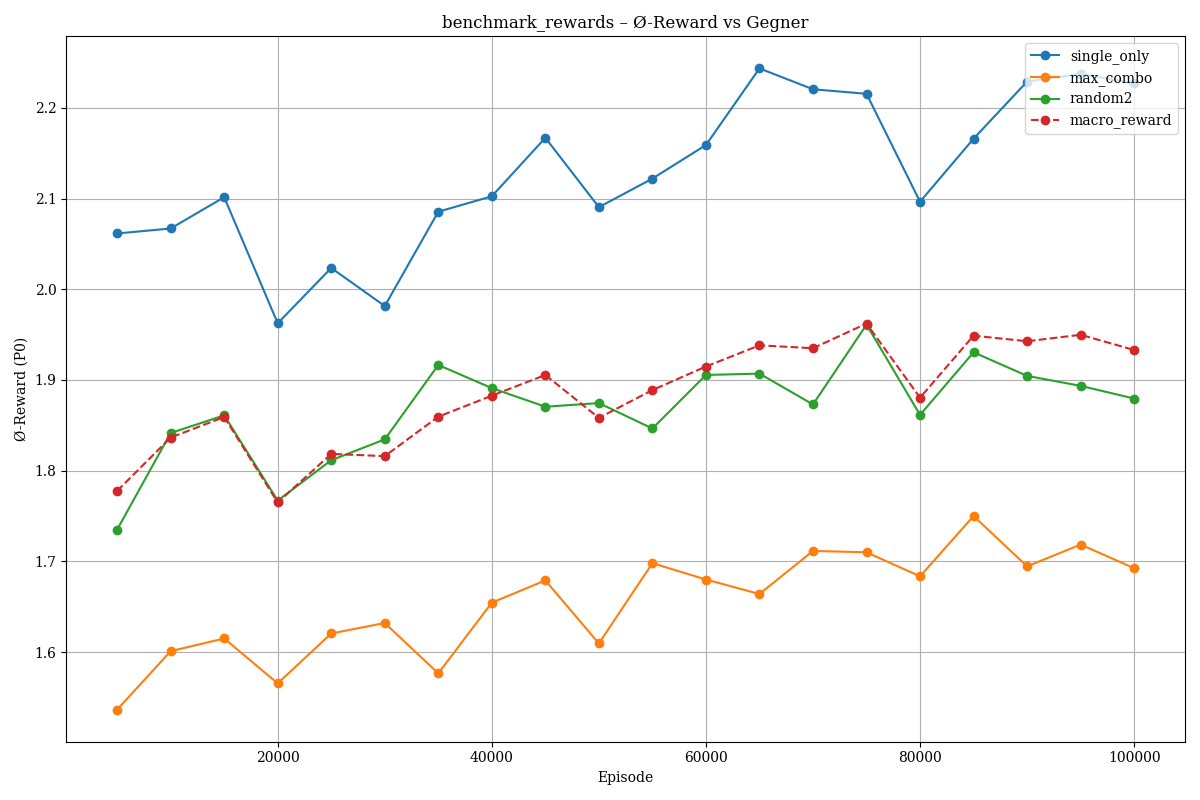 benchmark_rewards – Ø-Reward vs Gegner
single_only
max_combo
random2
macro_reward
Ø-Reward (P0)
2.2
2.1
2.0
1.9
1.8
1.7
1.6
20000 40000 60000 80000 100000
Episode